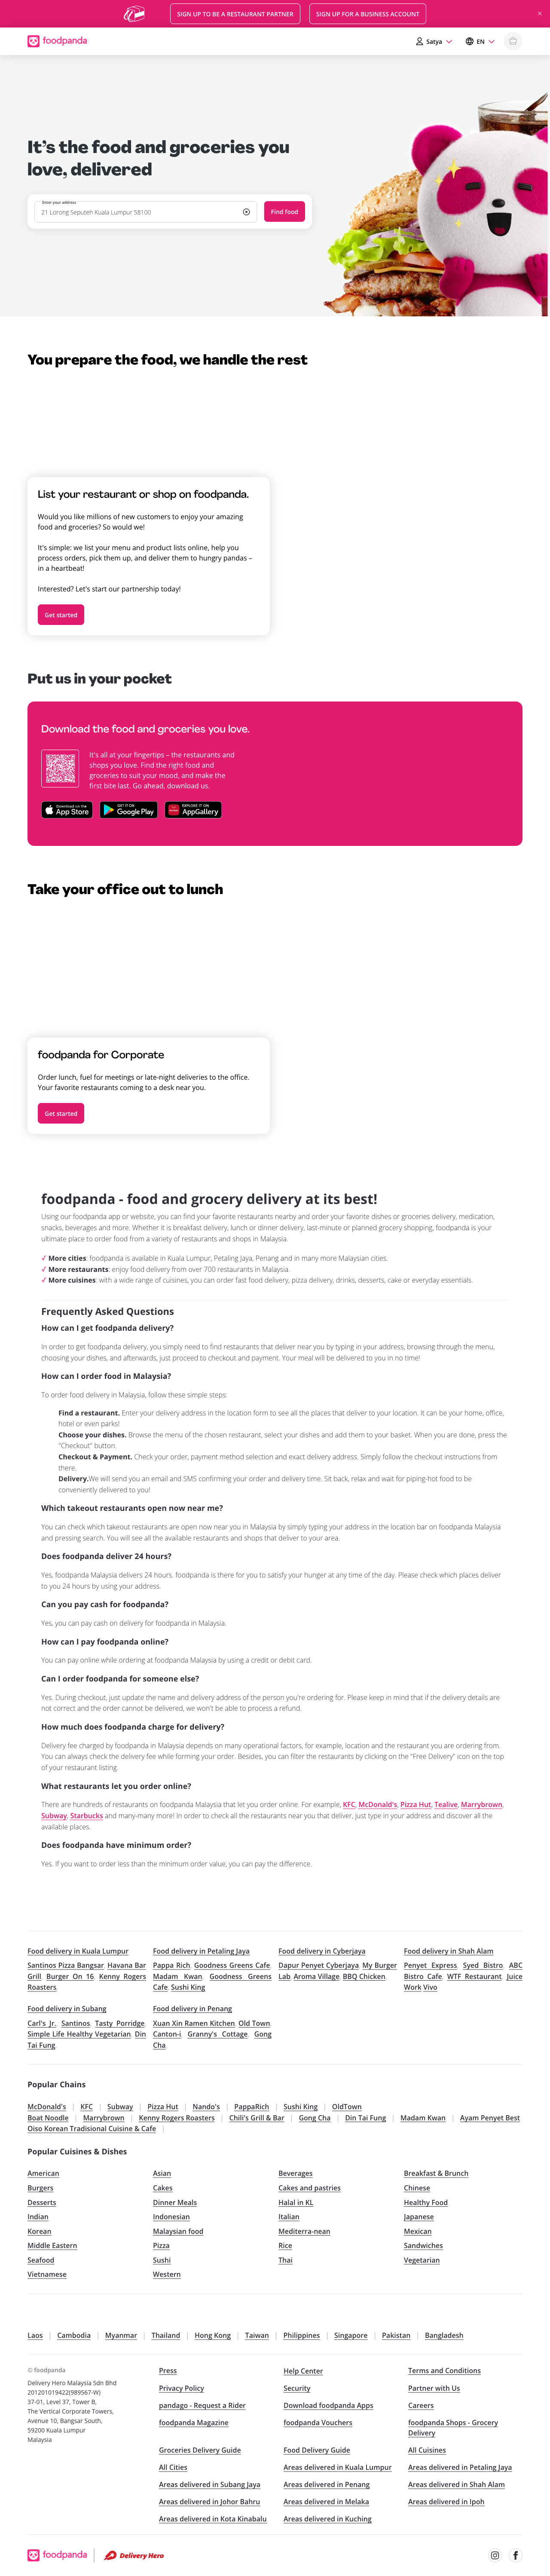 SIGN UP TO BE A RESTAURANT PARTNER
SIGN UP FOR A BUSINESS ACCOUNT
foodpanda
Satya
EN
It's the food and groceries you
love, delivered
Enter your address
21 Lorong Seputeh Kuala Lumpur 58100
Find food
You prepare the food, we handle the rest
List your restaurant or shop on foodpanda.
Would you like millions of new customers to enjoy your amazing
food and groceries? So would we!
It's simple: we list your menu and product lists online, help you
process orders, pick them up, and deliver them to hungry pandas –
in a heartbeat!
Interested? Let's start our partnership today!
Get started
Put us in your pocket
Download the food and groceries you love.
It's all at your fingertips – the restaurants and
shops you love. Find the right food and
groceries to suit your mood, and make the
first bite last. Go ahead, download us.
Download on the
App Store
GET IT ON
Google Play
EXPLORE IT ON
AppGallery
Take your office out to lunch
foodpanda for Corporate
Order lunch, fuel for meetings or late-night deliveries to the office.
Your favorite restaurants coming to a desk near you.
Get started
foodpanda - food and grocery delivery at its best!
Using our foodpanda app or website, you can find your favorite restaurants nearby and order your favorite dishes or groceries delivery, medication,
snacks, beverages and more. Whether it is breakfast delivery, lunch or dinner delivery, last-minute or planned grocery shopping, foodpanda is your
ultimate place to order food from a variety of restaurants and shops in Malaysia.
✓ More cities: foodpanda is available in Kuala Lumpur, Petaling Jaya, Penang and in many more Malaysian cities.
✓ More restaurants: enjoy food delivery from over 700 restaurants in Malaysia.
✓ More cuisines: with a wide range of cuisines, you can order fast food delivery, pizza delivery, drinks, desserts, cake or everyday essentials.
Frequently Asked Questions
How can I get foodpanda delivery?
In order to get foodpanda delivery, you simply need to find restaurants that deliver near you by typing in your address, browsing through the menu,
choosing your dishes, and afterwards, just proceed to checkout and payment. Your meal will be delivered to you in no time!
How can I order food in Malaysia?
To order food delivery in Malaysia, follow these simple steps:
Find a restaurant. Enter your delivery address in the location form to see all the places that deliver to your location. It can be your home, office,
hotel or even parks!
Choose your dishes. Browse the menu of the chosen restaurant, select your dishes and add them to your basket. When you are done, press the
"Checkout" button.
Checkout & Payment. Check your order, payment method selection and exact delivery address. Simply follow the checkout instructions from
there.
Delivery.We will send you an email and SMS confirming your order and delivery time. Sit back, relax and wait for piping-hot food to be
conveniently delivered to you!
Which takeout restaurants open now near me?
You can check which takeout restaurants are open now near you in Malaysia by simply typing your address in the location bar on foodpanda Malaysia
and pressing search. You will see all the available restaurants and shops that deliver to your area.
Does foodpanda deliver 24 hours?
Yes, foodpanda Malaysia delivers 24 hours. foodpanda is there for you to satisfy your hunger at any time of the day. Please check which places deliver
to you 24 hours by using your address.
Can you pay cash for foodpanda?
Yes, you can pay cash on delivery for foodpanda in Malaysia.
How can I pay foodpanda online?
You can pay online while ordering at foodpanda Malaysia by using a credit or debit card.
Can I order foodpanda for someone else?
Yes. During checkout, just update the name and delivery address of the person you're ordering for. Please keep in mind that if the delivery details are
not correct and the order cannot be delivered, we won't be able to process a refund.
How much does foodpanda charge for delivery?
Delivery fee charged by foodpanda in Malaysia depends on many operational factors, for example, location and the restaurant you are ordering from.
You can always check the delivery fee while forming your order. Besides, you can filter the restaurants by clicking on the "Free Delivery" icon on the top
of your restaurant listing.
What restaurants let you order online?
There are hundreds of restaurants on foodpanda Malaysia that let you order online. For example, KFC, McDonald's, Pizza Hut, Tealive, Marrybrown,
Subway, Starbucks and many-many more! In order to check all the restaurants near you that deliver, just type in your address and discover all the
available places.
Does foodpanda have minimum order?
Yes. If you want to order less than the minimum order value, you can pay the difference.
Food delivery in Kuala Lumpur
Santinos Pizza Bangsar, Havana Bar
Grill, Burger On 16, Kenny Rogers
Roasters,
Food delivery in Petaling Jaya
Pappa Rich, Goodness Greens Cafe,
Madam Kwan, Goodness Greens
Cafe, Sushi King
Food delivery in Cyberjaya
Dapur Penyet Cyberjaya, My Burger
Lab, Aroma Village, BBQ Chicken,
Food delivery in Shah Alam
Penyet Express, Syed Bistro, ABC
Bistro Cafe, WTF Restaurant, Juice
Work Vivo
Food delivery in Subang
Carl's Jr., Santinos, Tasty Porridge,
Simple Life Healthy Vegetarian, Din
Tai Fung,
Food delivery in Penang
Xuan Xin Ramen Kitchen, Old Town,
Canton-i, Granny's Cottage, Gong
Cha,
Popular Chains
McDonald's | KFC | Subway | Pizza Hut | Nando's | PappaRich | Sushi King | OldTown
Boat Noodle | Marrybrown | Kenny Rogers Roasters | Chili's Grill & Bar | Gong Cha | Din Tai Fung | Madam Kwan | Ayam Penyet Best
Oiso Korean Tradisional Cuisine & Cafe |
Popular Cuisines & Dishes
American
Asian
Beverages
Breakfast & Brunch
Burgers
Cakes
Cakes and pastries
Chinese
Desserts
Dinner Meals
Halal in KL
Healthy Food
Indian
Indonesian
Italian
Japanese
Korean
Malaysian food
Mediterra-nean
Mexican
Middle Eastern
Pizza
Rice
Sandwiches
Seafood
Sushi
Thai
Vegetarian
Vietnamese
Western
Laos | Cambodia | Myanmar | Thailand | Hong Kong | Taiwan | Philippines | Singapore | Pakistan | Bangladesh
© foodpanda
Delivery Hero Malaysia Sdn Bhd
201201019422(989567-W)
37-01, Level 37, Tower B,
The Vertical Corporate Towers,
Avenue 10, Bangsar South,
59200 Kuala Lumpur
Malaysia
Press
Help Center
Terms and Conditions
Privacy Policy
Security
Partner with Us
pandago - Request a Rider
Download foodpanda Apps
Careers
foodpanda Magazine
foodpanda Vouchers
foodpanda Shops - Grocery
Delivery
Groceries Delivery Guide
Food Delivery Guide
All Cuisines
All Cities
Areas delivered in Kuala Lumpur
Areas delivered in Petaling Jaya
Areas delivered in Subang Jaya
Areas delivered in Penang
Areas delivered in Shah Alam
Areas delivered in Johor Bahru
Areas delivered in Melaka
Areas delivered in Ipoh
Areas delivered in Kota Kinabalu
Areas delivered in Kuching
foodpanda
Delivery Hero